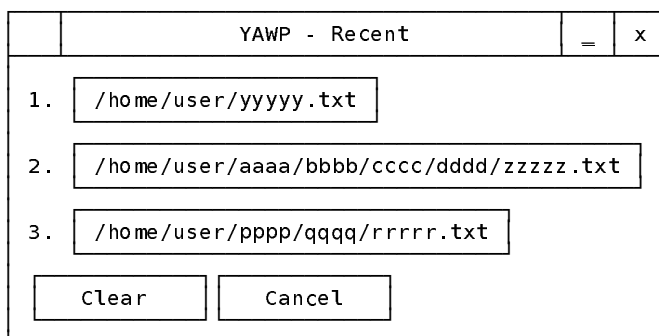 YAWP - Recent _ x
1. /home/user/yyyyy.txt
2. /home/user/aaaa/bbbb/cccc/dddd/zzzzz.txt
3. /home/user/pppp/qqqq/rrrrr.txt
Clear Cancel